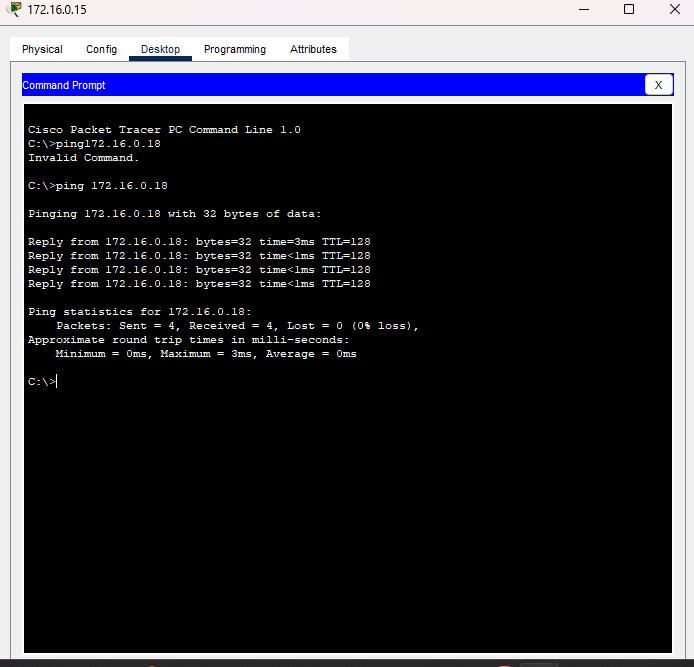 172.16.0.15
Physical Config Desktop Programming Attributes
Command Prompt X
Cisco Packet Tracer PC Command Line 1.0
C:\>ping172.16.0.18
Invalid Command.
C:\>ping 172.16.0.18
Pinging 172.16.0.18 with 32 bytes of data:
Reply from 172.16.0.18: bytes=32 time=3ms TTL=128
Reply from 172.16.0.18: bytes=32 time<1ms TTL=128
Reply from 172.16.0.18: bytes=32 time<1ms TTL=128
Reply from 172.16.0.18: bytes=32 time<1ms TTL=128
Ping statistics for 172.16.0.18:
    Packets: Sent = 4, Received = 4, Lost = 0 (0% loss),
Approximate round trip times in milli-seconds:
    Minimum = 0ms, Maximum = 3ms, Average = 0ms
C:\>